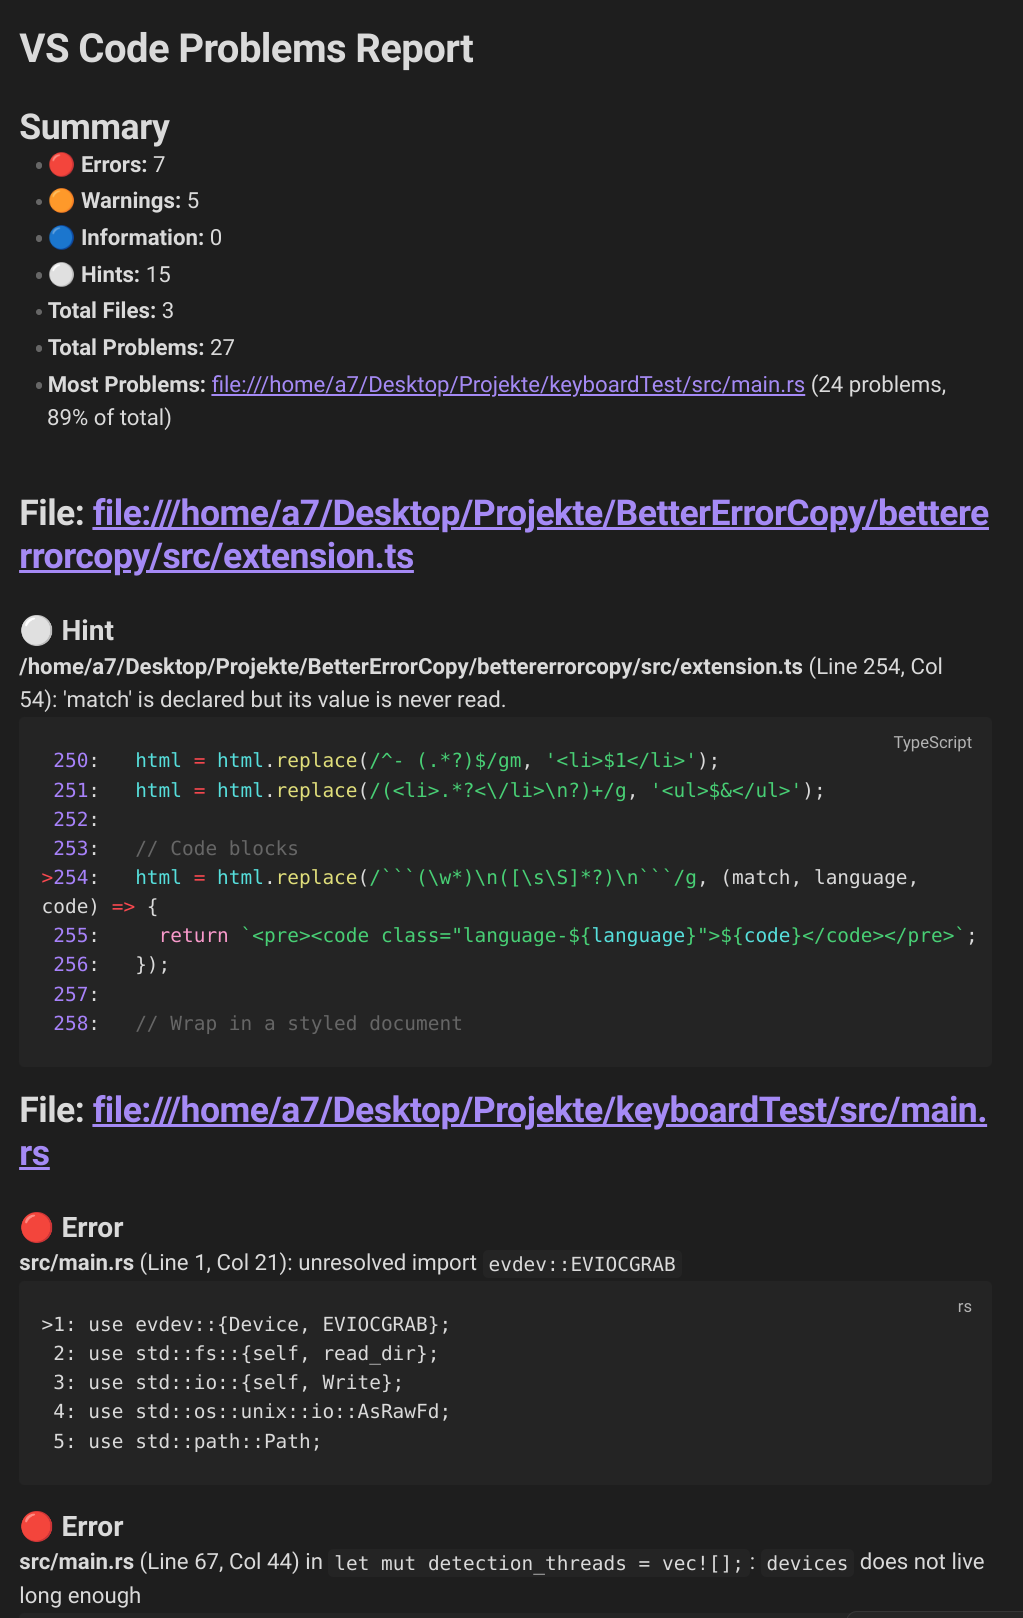 VS Code Problems Report
Summary
• 🔴 Errors: 7
• 🟠 Warnings: 5
• 🔵 Information: 0
• ⚪ Hints: 15
• Total Files: 3
• Total Problems: 27
• Most Problems: file:///home/a7/Desktop/Projekte/keyboardTest/src/main.rs (24 problems,
89% of total)
File: file:///home/a7/Desktop/Projekte/BetterErrorCopy/bettere
rrorcopy/src/extension.ts
⚪ Hint
/home/a7/Desktop/Projekte/BetterErrorCopy/bettererrorcopy/src/extension.ts (Line 254, Col
54): 'match' is declared but its value is never read.
TypeScript
 250:   html = html.replace(/^- (.*?)$/gm, '<li>$1</li>');
 251:   html = html.replace(/(<li>.*?<\/li>\n?)+/g, '<ul>$&</ul>');
 252:
 253:   // Code blocks
>254:   html = html.replace(/```(\w*)\n([\s\S]*?)\n```/g, (match, language,
code) => {
 255:     return `<pre><code class="language-${language}">${code}</code></pre>`;
 256:   });
 257:
 258:   // Wrap in a styled document
File: file:///home/a7/Desktop/Projekte/keyboardTest/src/main.
rs
🔴 Error
src/main.rs (Line 1, Col 21): unresolved import evdev::EVIOCGRAB
rs
>1: use evdev::{Device, EVIOCGRAB};
 2: use std::fs::{self, read_dir};
 3: use std::io::{self, Write};
 4: use std::os::unix::io::AsRawFd;
 5: use std::path::Path;
🔴 Error
src/main.rs (Line 67, Col 44) in let mut detection_threads = vec![]; : devices does not live
long enough